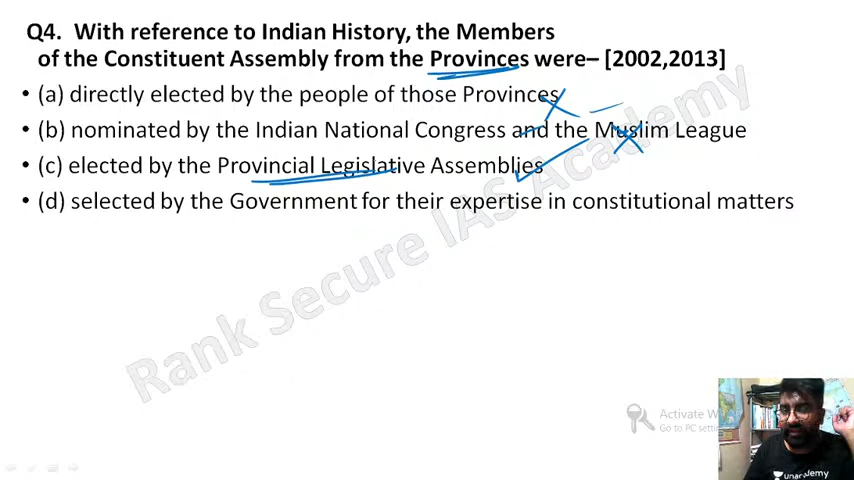 Q4. With reference to Indian History, the Members
of the Constituent Assembly from the Provinces were– [2002,2013]
• (a) directly elected by the people of those Provinces
• (b) nominated by the Indian National Congress and the Muslim League
• (c) elected by the Provincial Legislative Assemblies
• (d) selected by the Government for their expertise in constitutional matters
Rank Secure IAS Academy
Activate W
Go to PC setti
unacademy